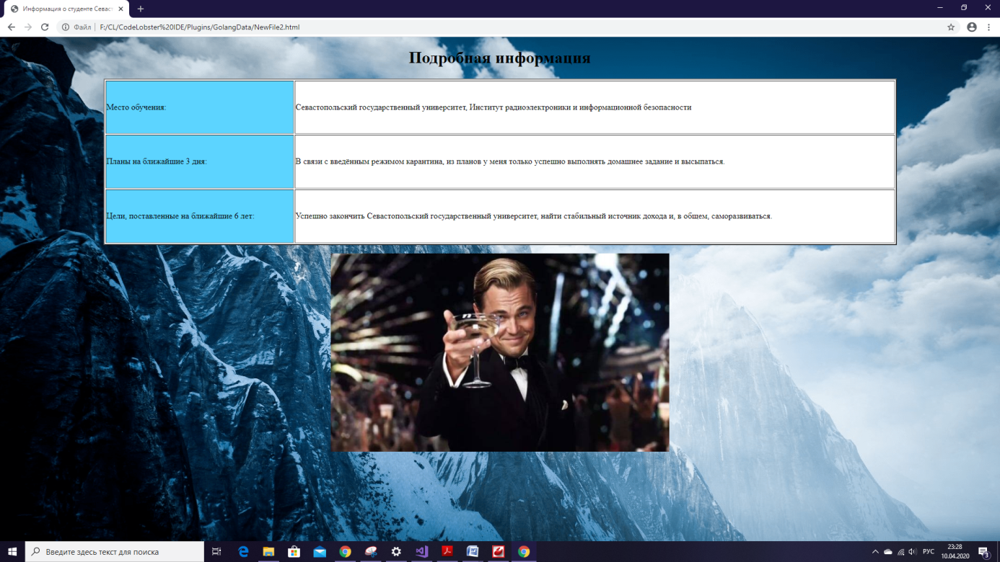 Информация о студенте Севаст
Файл | F:/CL/CodeLobster%20IDE/Plugins/GolangData/NewFile2.html
Подробная информация
Место обучения: Севастопольский государственный университет, Институт радиоэлектроники и информационной безопасности
Планы на ближайшие 3 дня: В связи с введённым режимом карантина, из планов у меня только успешно выполнять домашнее задание и высыпаться.
Цели, поставленные на ближайшие 6 лет: Успешно закончить Севастопольский государственный университет, найти стабильный источник дохода и, в общем, саморазвиваться.
Введите здесь текст для поиска
РУС
23:28
10.04.2020
3